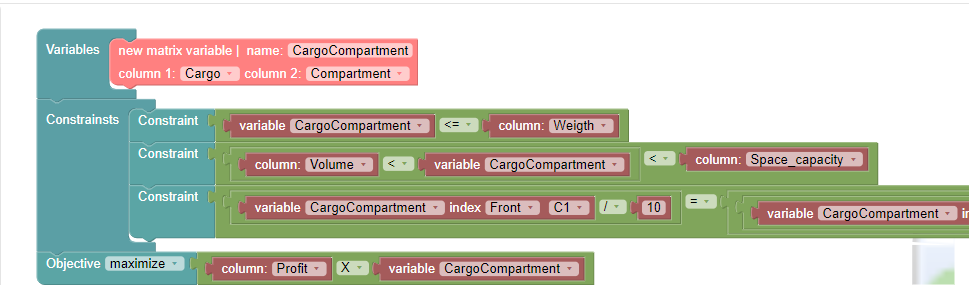 Variables new matrix variable | name: CargoCompartment
column 1: Cargo column 2: Compartment
Constrainsts Constraint variable CargoCompartment <= column: Weigth
Constraint column: Volume < variable CargoCompartment < column: Space_capacity
Constraint variable CargoCompartment index Front C1 / 10 = variable CargoCompartment in
Objective maximize column: Profit X variable CargoCompartment